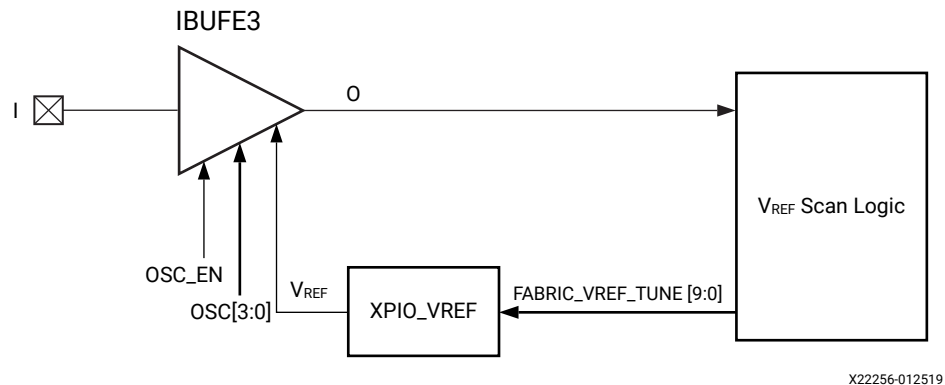 IBUFE3
I
O
VREF Scan Logic
OSC_EN
OSC[3:0]
VREF
XPIO_VREF
FABRIC_VREF_TUNE [9:0]
X22256-012519